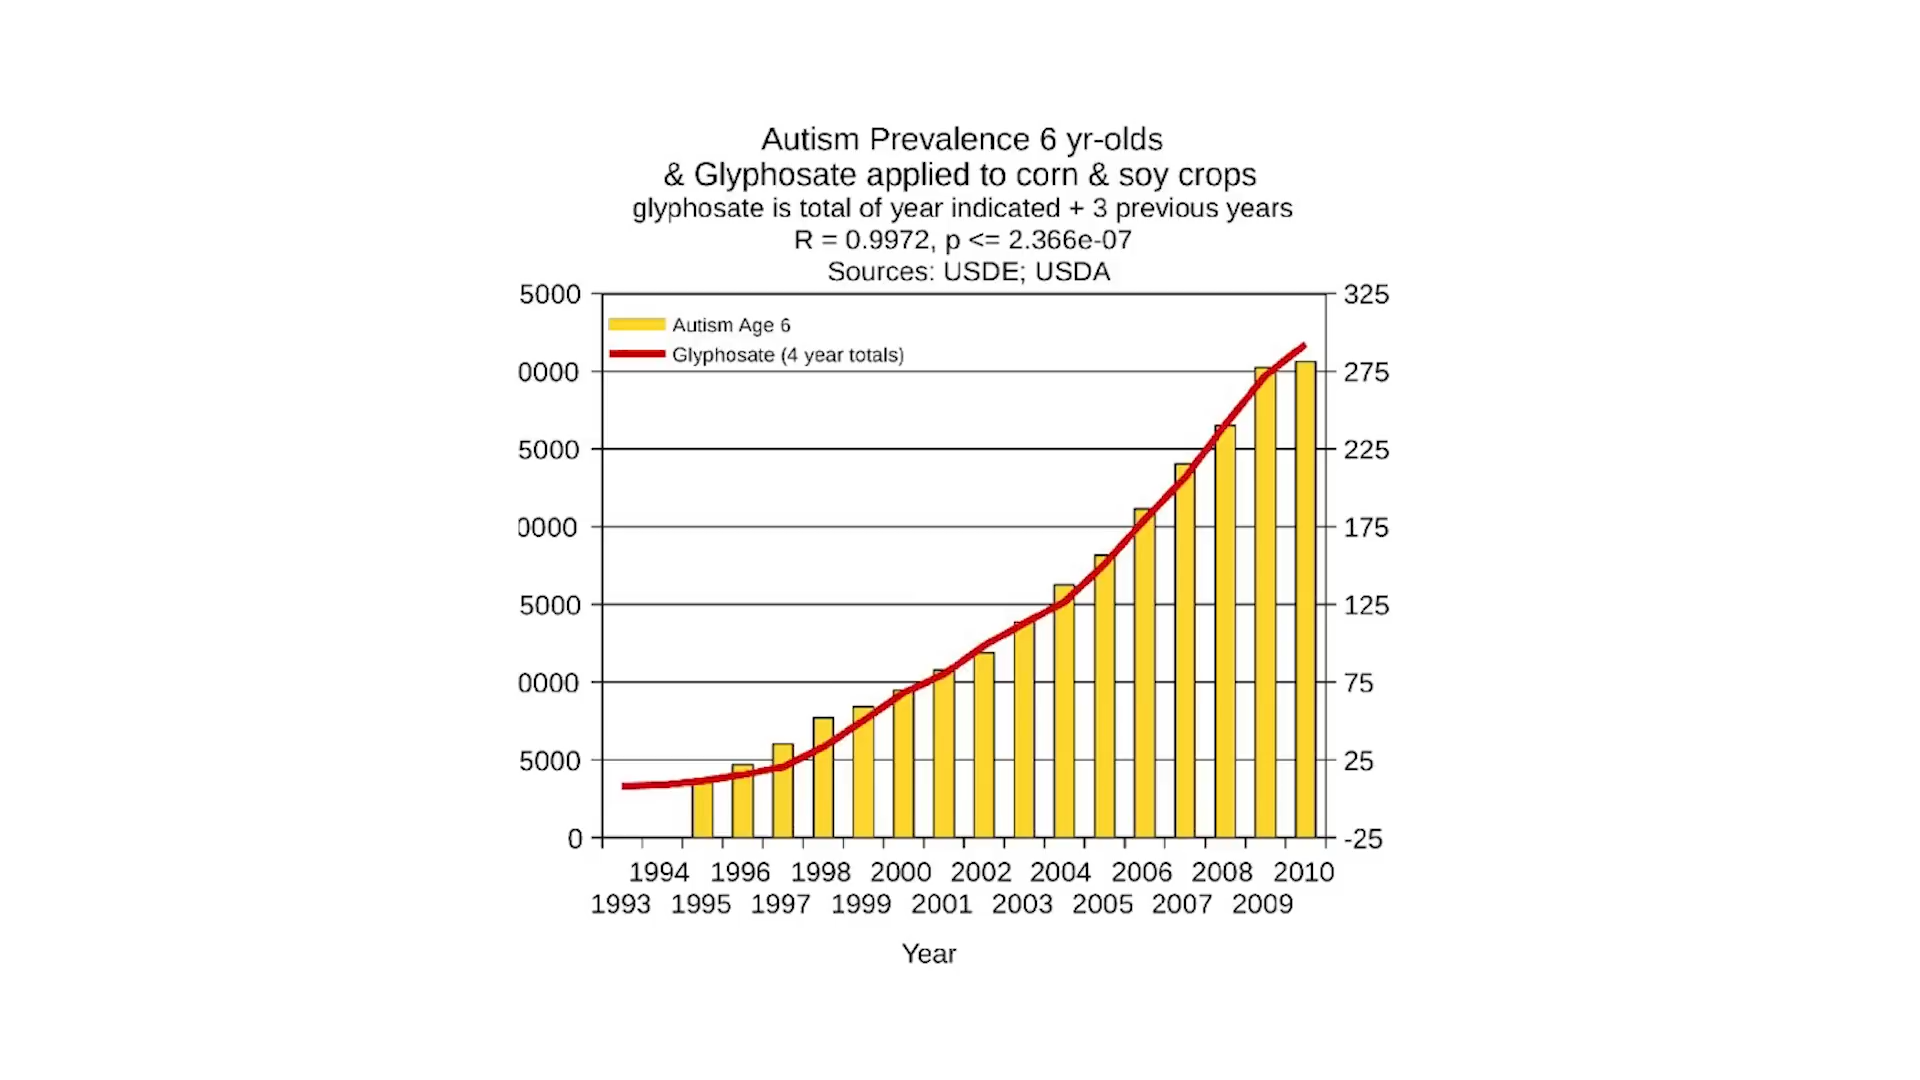 Autism Prevalence 6 yr-olds
& Glyphosate applied to corn & soy crops
glyphosate is total of year indicated + 3 previous years
R = 0.9972, p <= 2.366e-07
Sources: USDE; USDA
5000
0000
5000
0000
5000
0000
5000
0
Autism Age 6
Glyphosate (4 year totals)
325
275
225
175
125
75
25
-25
1994 1996 1998 2000 2002 2004 2006 2008 2010
1993 1995 1997 1999 2001 2003 2005 2007 2009
Year